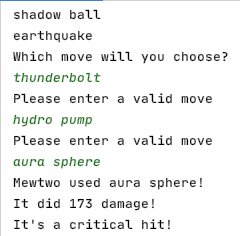 shadow ball
earthquake
Which move will you choose?
thunderbolt
Please enter a valid move
hydro pump
Please enter a valid move
aura sphere
Mewtwo used aura sphere!
It did 173 damage!
It's a critical hit!